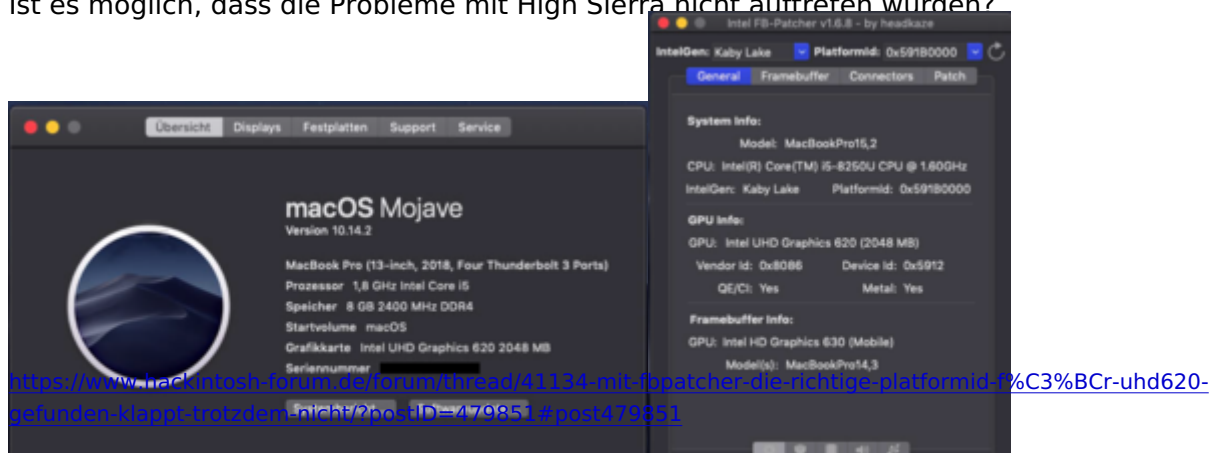 ist es möglich, dass die Probleme mit High Sierra nicht auftreten würden?
Intel FB-Patcher v1.6.8 - by headkaze
IntelGen: Kaby Lake PlatformId: 0x591B0000
General Framebuffer Connectors Patch
System Info:
Model: MacBookPro15,2
CPU: Intel(R) Core(TM) i5-8250U CPU @ 1.60GHz
IntelGen: Kaby Lake PlatformId: 0x591B0000
GPU Info:
GPU: Intel UHD Graphics 620 (2048 MB)
Vendor Id: 0x8086 Device Id: 0x5912
QE/CI: Yes Metal: Yes
Framebuffer Info:
GPU: Intel HD Graphics 630 (Mobile)
Model(s): MacBookPro14,3
Übersicht Displays Festplatten Support Service
macOS Mojave
Version 10.14.2
MacBook Pro (13-inch, 2018, Four Thunderbolt 3 Ports)
Prozessor 1,8 GHz Intel Core i5
Speicher 8 GB 2400 MHz DDR4
Startvolume macOS
Grafikkarte Intel UHD Graphics 620 2048 MB
Seriennummer
https://www.hackintosh-forum.de/forum/thread/41134-mit-fbpatcher-die-richtige-platformid-f%C3%BCr-uhd620-
gefunden-klappt-trotzdem-nicht/?postID=479851#post479851